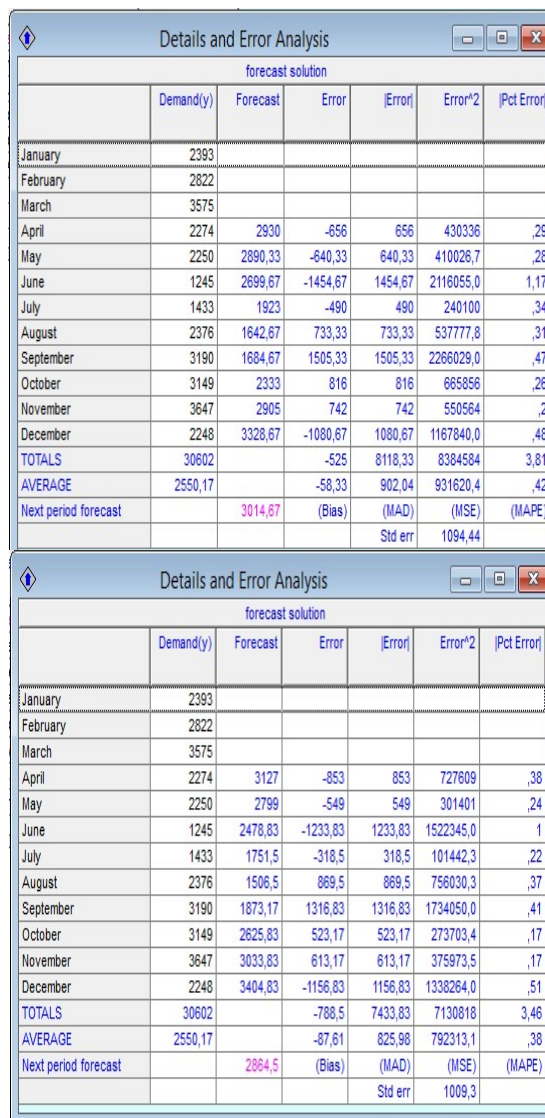 Details and Error Analysis
forecast solution
Demand(y) Forecast Error |Error| Error^2 |Pct Error|
January 2393
February 2822
March 3575
April 2274 2930 -656 656 430336 ,29
May 2250 2890,33 -640,33 640,33 410026,7 ,28
June 1245 2699,67 -1454,67 1454,67 2116055,0 1,17
July 1433 1923 -490 490 240100 ,34
August 2376 1642,67 733,33 733,33 537777,8 ,31
September 3190 1684,67 1505,33 1505,33 2266029,0 ,47
October 3149 2333 816 816 665856 ,26
November 3647 2905 742 742 550564 ,2
December 2248 3328,67 -1080,67 1080,67 1167840,0 ,48
TOTALS 30602 -525 8118,33 8384584 3,81
AVERAGE 2550,17 -58,33 902,04 931620,4 ,42
Next period forecast 3014,67 (Bias) (MAD) (MSE) (MAPE)
Std err 1094,44
Details and Error Analysis
forecast solution
Demand(y) Forecast Error |Error| Error^2 |Pct Error|
January 2393
February 2822
March 3575
April 2274 3127 -853 853 727609 ,38
May 2250 2799 -549 549 301401 ,24
June 1245 2478,83 -1233,83 1233,83 1522345,0 1
July 1433 1751,5 -318,5 318,5 101442,3 ,22
August 2376 1506,5 869,5 869,5 756030,3 ,37
September 3190 1873,17 1316,83 1316,83 1734050,0 ,41
October 3149 2625,83 523,17 523,17 273703,4 ,17
November 3647 3033,83 613,17 613,17 375973,5 ,17
December 2248 3404,83 -1156,83 1156,83 1338264,0 ,51
TOTALS 30602 -788,5 7433,83 7130818 3,46
AVERAGE 2550,17 -87,61 825,98 792313,1 ,38
Next period forecast 2864,5 (Bias) (MAD) (MSE) (MAPE)
Std err 1009,3